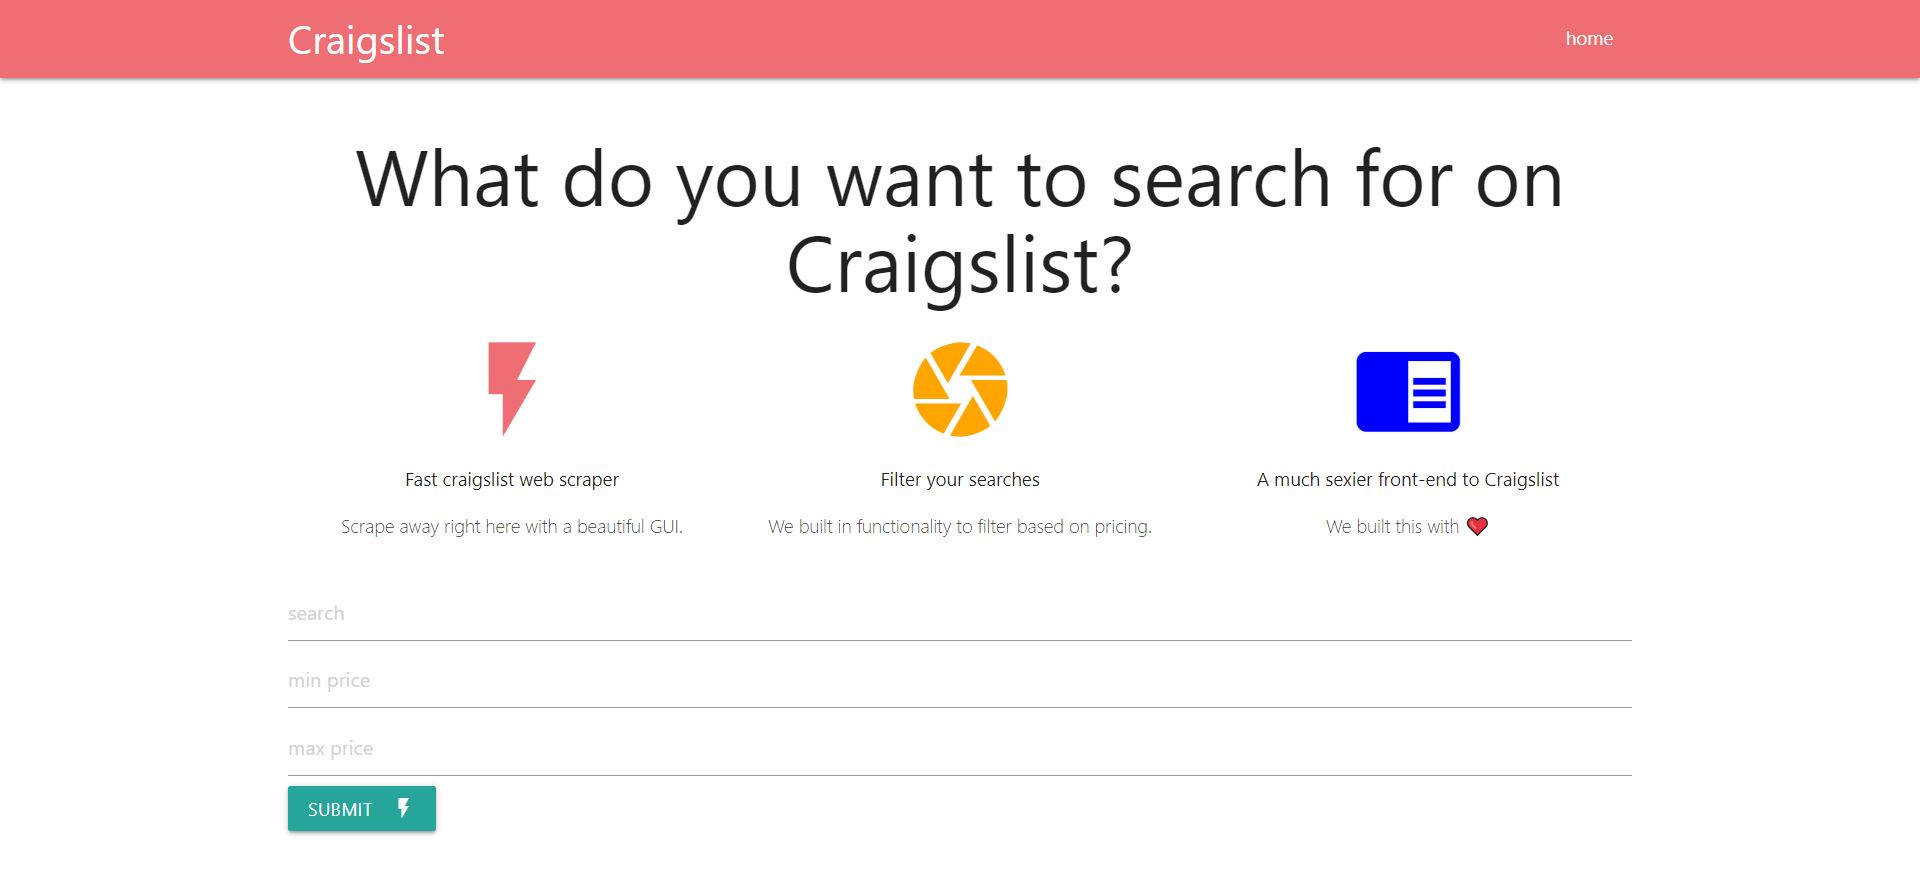 Craigslist
home
What do you want to search for on
Craigslist?
Fast craigslist web scraper
Filter your searches
A much sexier front-end to Craigslist
Scrape away right here with a beautiful GUI.
We built in functionality to filter based on pricing.
We built this with ❤️
search
min price
max price
SUBMIT